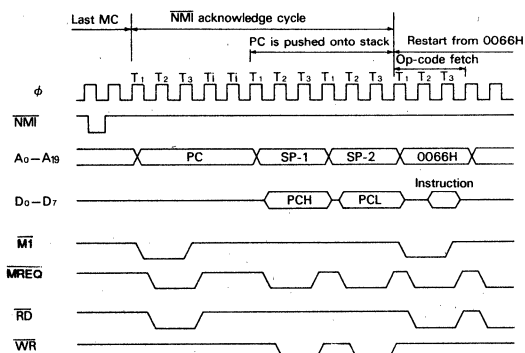 Last MC NMI acknowledge cycle
PC is pushed onto stack Restart from 0066H
Op-code fetch
T1 T2 T3 Ti Ti T1 T2 T3 T1 T2 T3 T1 T2 T3
φ
NMI
A0–A19 PC SP-1 SP-2 0066H
Instruction
D0–D7 PCH PCL
M1
MREQ
RD
WR